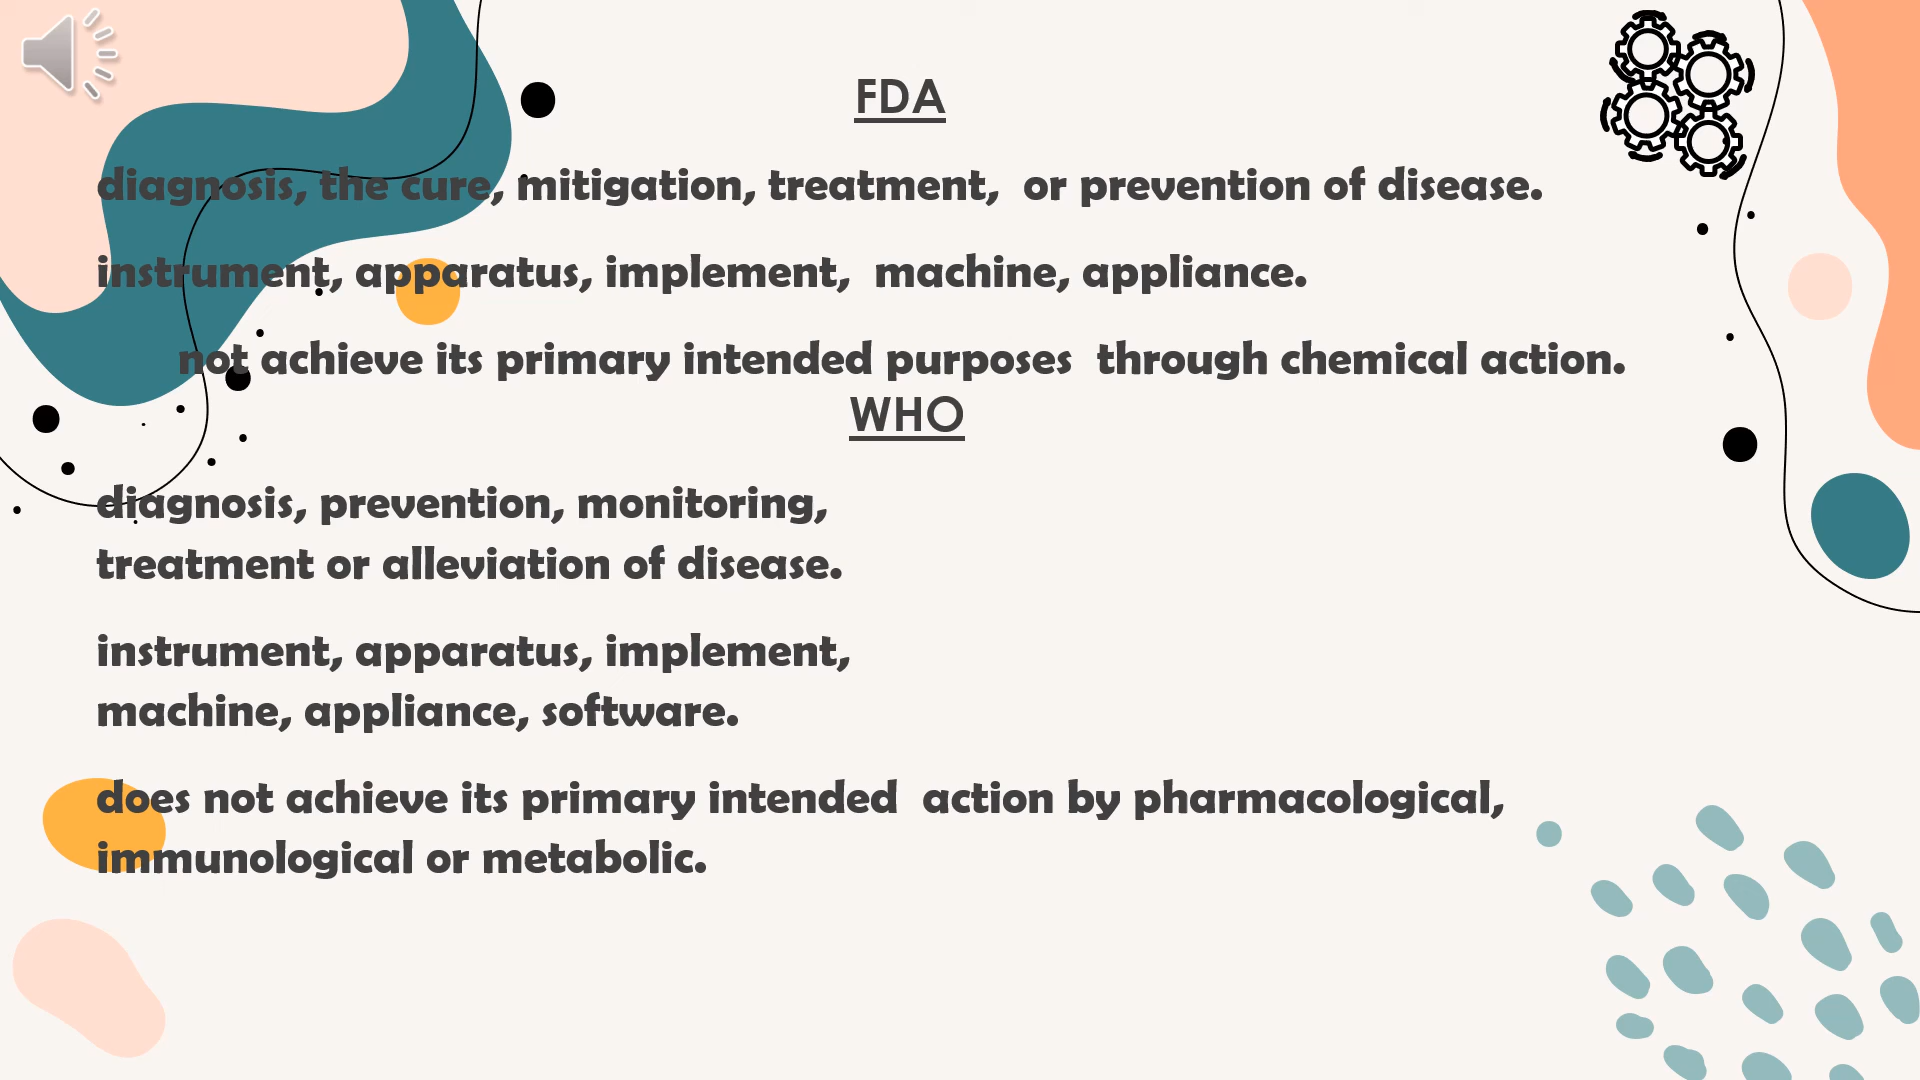 FDA
diagnosis, the cure, mitigation, treatment, or prevention of disease.
instrument, apparatus, implement, machine, appliance.
not achieve its primary intended purposes through chemical action.
WHO
diagnosis, prevention, monitoring,
treatment or alleviation of disease.
instrument, apparatus, implement,
machine, appliance, software.
does not achieve its primary intended action by pharmacological,
immunological or metabolic.